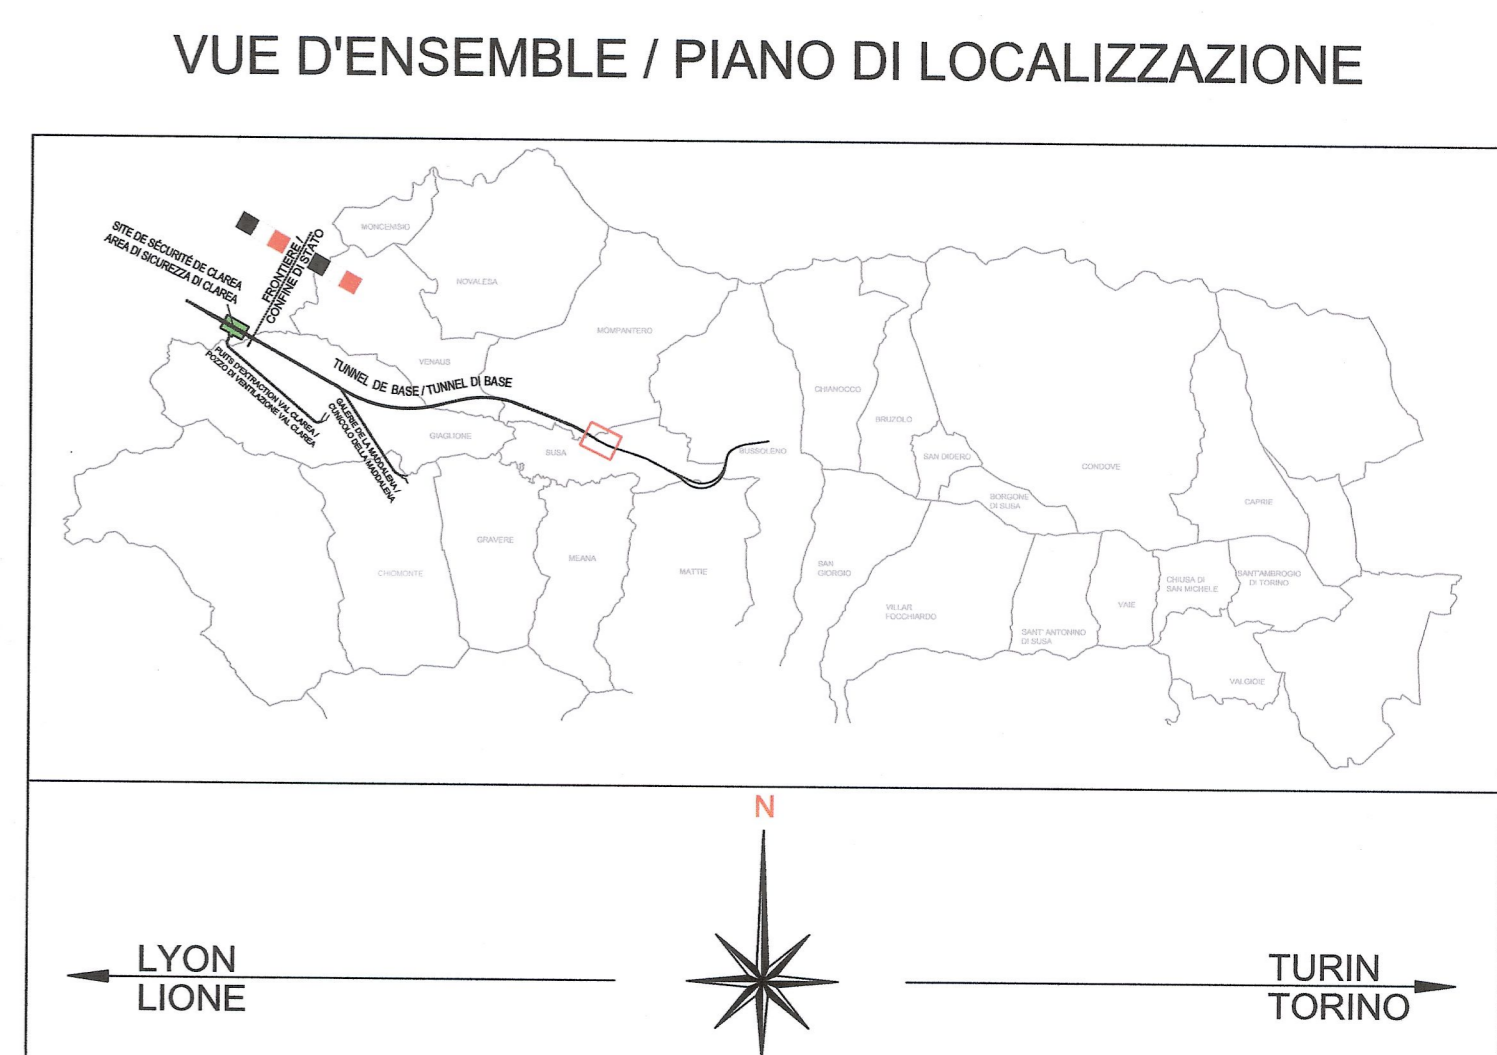 VUE D'ENSEMBLE / PIANO DI LOCALIZZAZIONE
SITE DE SÉCURITÉ DE CLAREA
AREA DI SICUREZZA DI CLAREA
FRONTIERE /
CONFINE DI STATO
MONCENISIO
NOVALESA
MOMPANTERO
VENAUS
TUNNEL DE BASE / TUNNEL DI BASE
PUITS D'EXTRACTION VAL CLAREA /
POZZO DI VENTILAZIONE VAL CLAREA
GALERIE DE LA MADDALENA /
CUNICOLO DELLA MADDALENA
GIAGLIONE
SUSA
BUSSOLENO
CHIANOCCO
BRUZOLO
SAN DIDERO
CONDOVE
BORGONE
DI SUSA
CAPRIE
CHIOMONTE
GRAVERE
MEANA
MATTIE
SAN
GIORGIO
VILLAR
FOCCHIARDO
SANT' ANTONINO
DI SUSA
VAIE
CHIUSA DI
SAN MICHELE
SANT'AMBROGIO
DI TORINO
VALGIOIE
N
LYON
LIONE
TURIN
TORINO